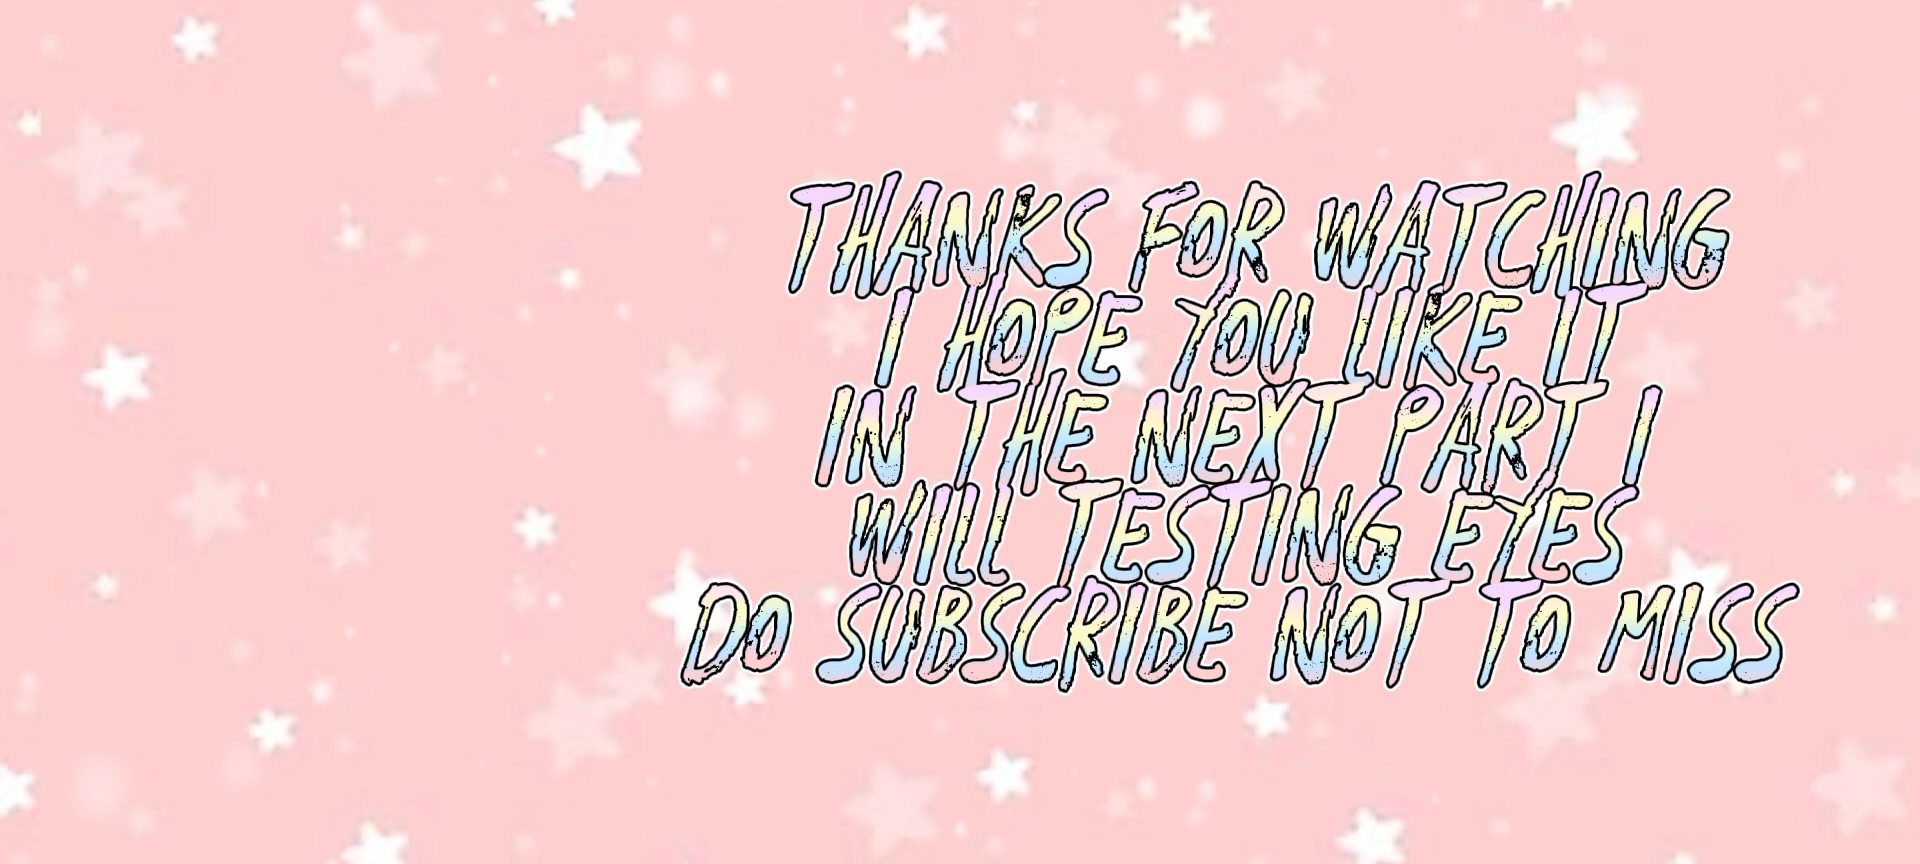 THANKS FOR WATCHING
I HOPE YOU LIKE IT
IN THE NEXT PART I
WILL TESTING EYES
DO SUBSCRIBE NOT TO MISS